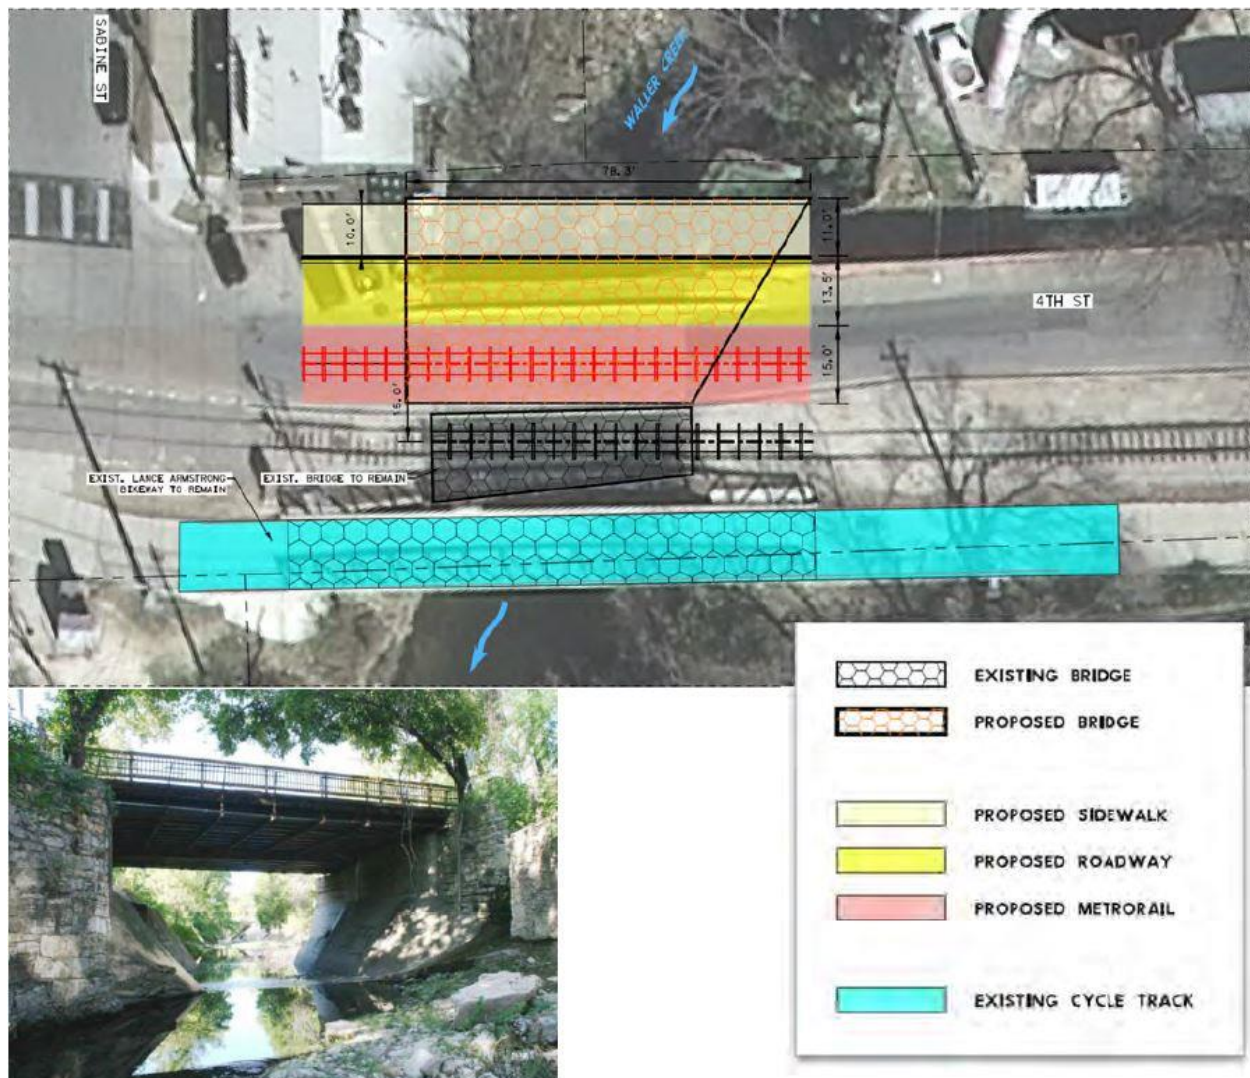 SABINE ST
WALLER CREEK
78.3'
10.0'
11.0'
13.5'
4TH ST
15.0'
15.0'
EXIST. LANCE ARMSTRONG
BIKEWAY TO REMAIN
EXIST. BRIDGE TO REMAIN
EXISTING BRIDGE
PROPOSED BRIDGE
PROPOSED SIDEWALK
PROPOSED ROADWAY
PROPOSED METRORAIL
EXISTING CYCLE TRACK